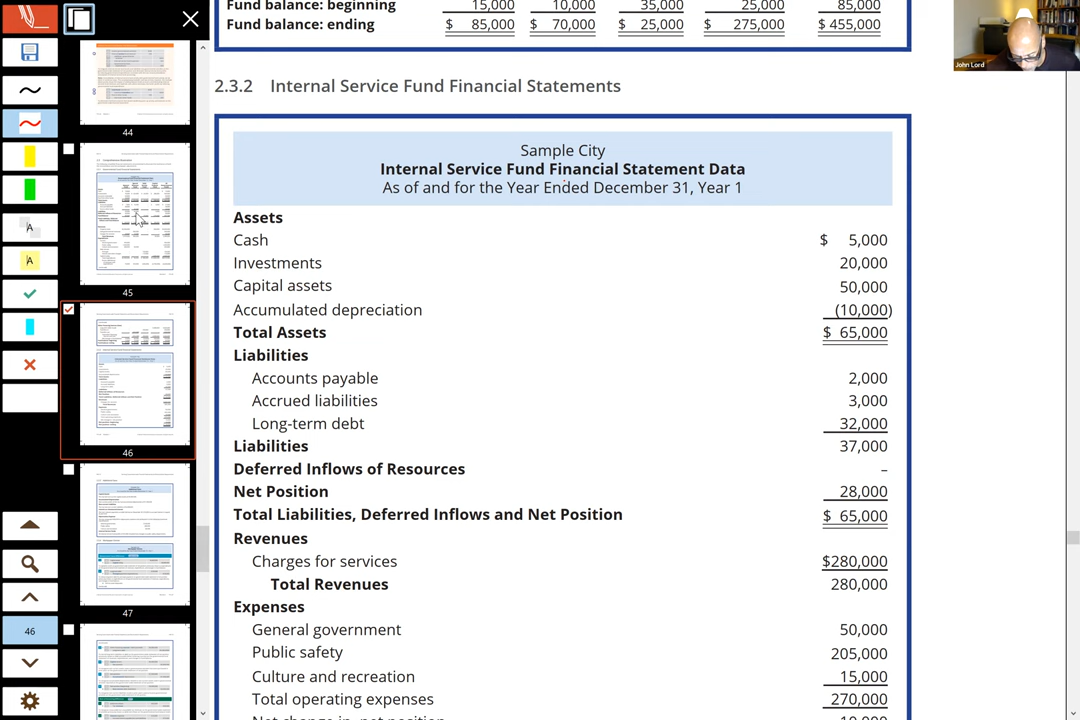 Fund balance: beginning 15,000 10,000 35,000 25,000 85,000
Fund balance: ending $ 85,000 $ 70,000 $ 25,000 $ 275,000 $ 455,000
John Lord
2.3.2 Internal Service Fund Financial Statements
Sample City
Internal Service Fund Financial Statement Data
As of and for the Year Ended December 31, Year 1
Assets
Cash $ 5,000
Investments 20,000
Capital assets 50,000
Accumulated depreciation (10,000)
Total Assets $ 65,000
Liabilities
Accounts payable 2,000
Accrued liabilities 3,000
Long-term debt 32,000
Liabilities 37,000
Deferred Inflows of Resources –
Net Position 28,000
Total Liabilities, Deferred Inflows and Net Position $ 65,000
Revenues
Charges for services $280,000
Total Revenues 280,000
Expenses
General government 50,000
Public safety 205,000
Culture and recreation 15,000
Total operating expenses 270,000
Net change in net position 10,000
A
A
46
44
45
46
47